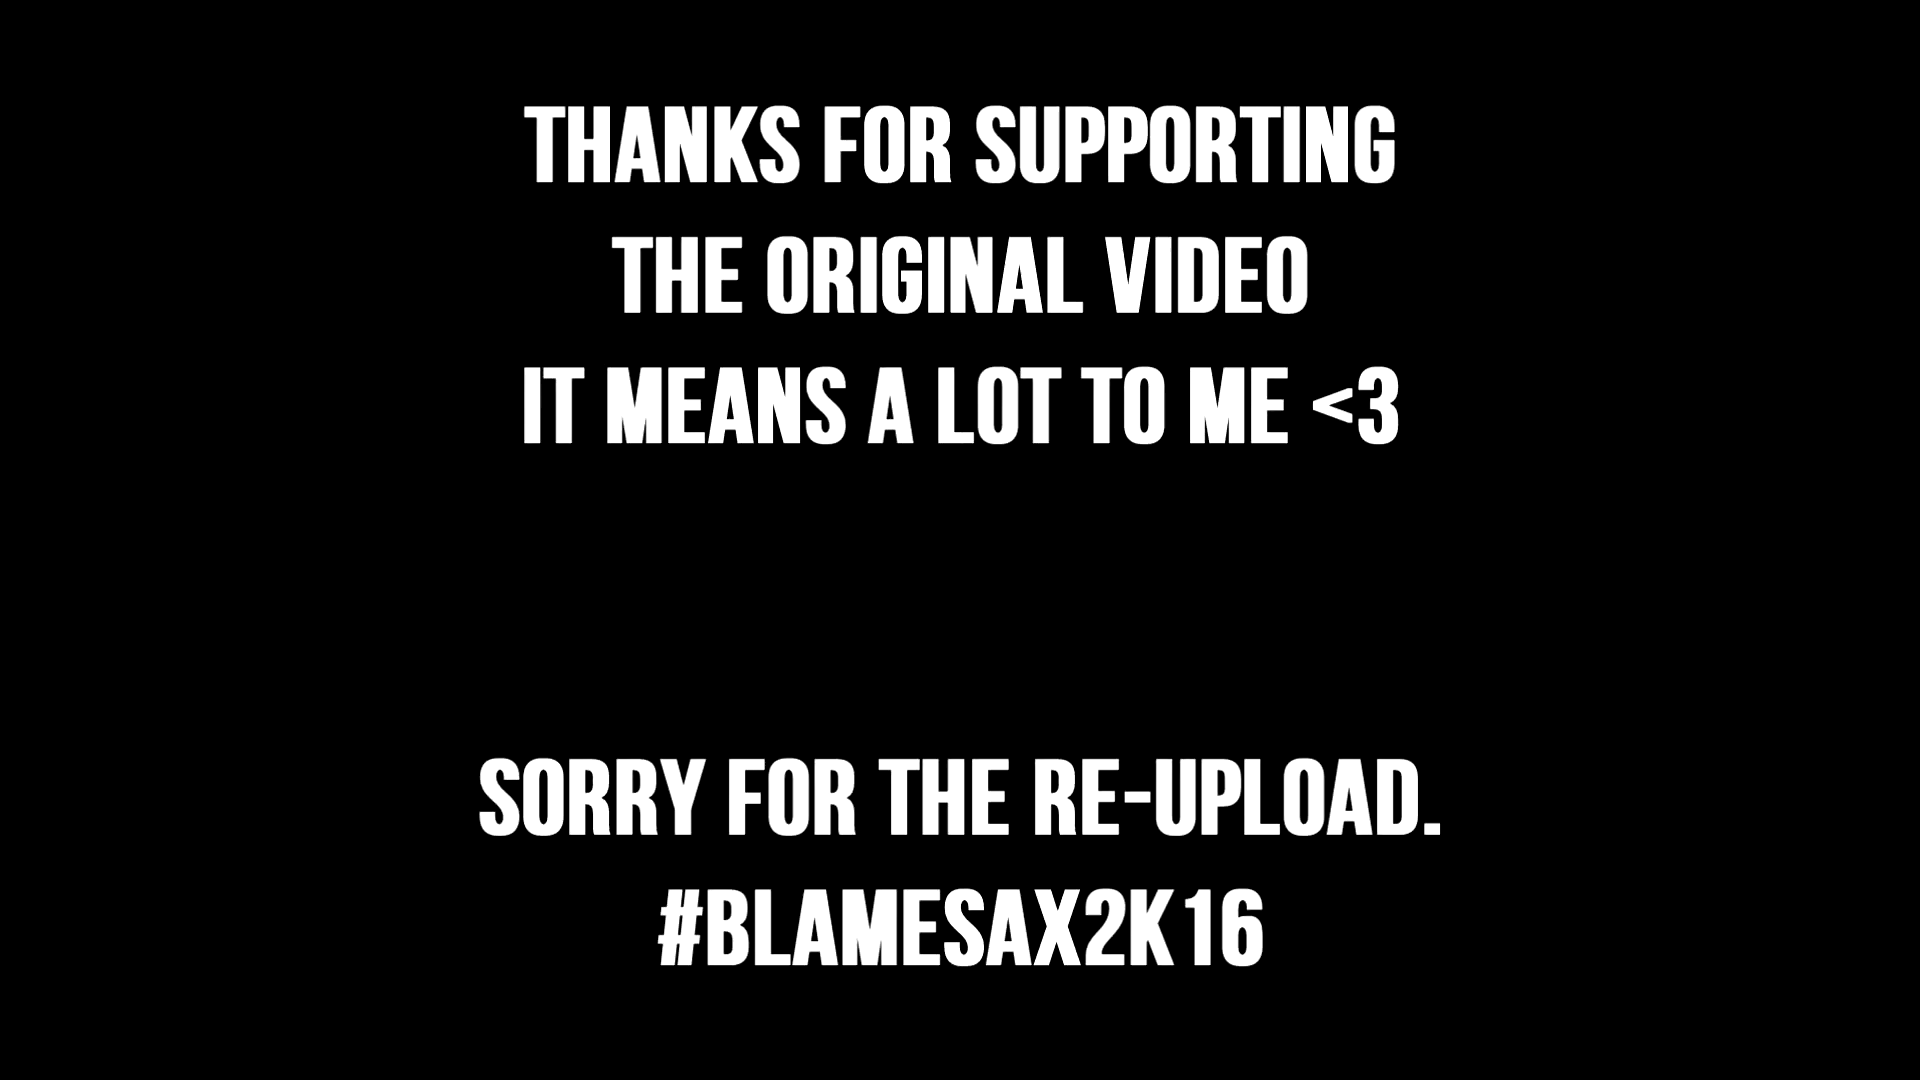 THANKS FOR SUPPORTING
THE ORIGINAL VIDEO
IT MEANS A LOT TO ME <3
SORRY FOR THE RE-UPLOAD.
#BLAMESAX2K16